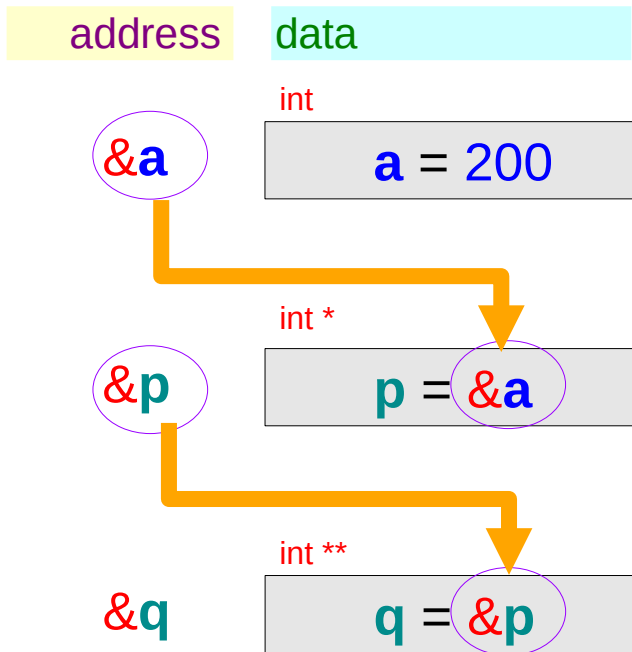 address data
int
&a a = 200
int *
&p p = &a
int **
&q q = &p